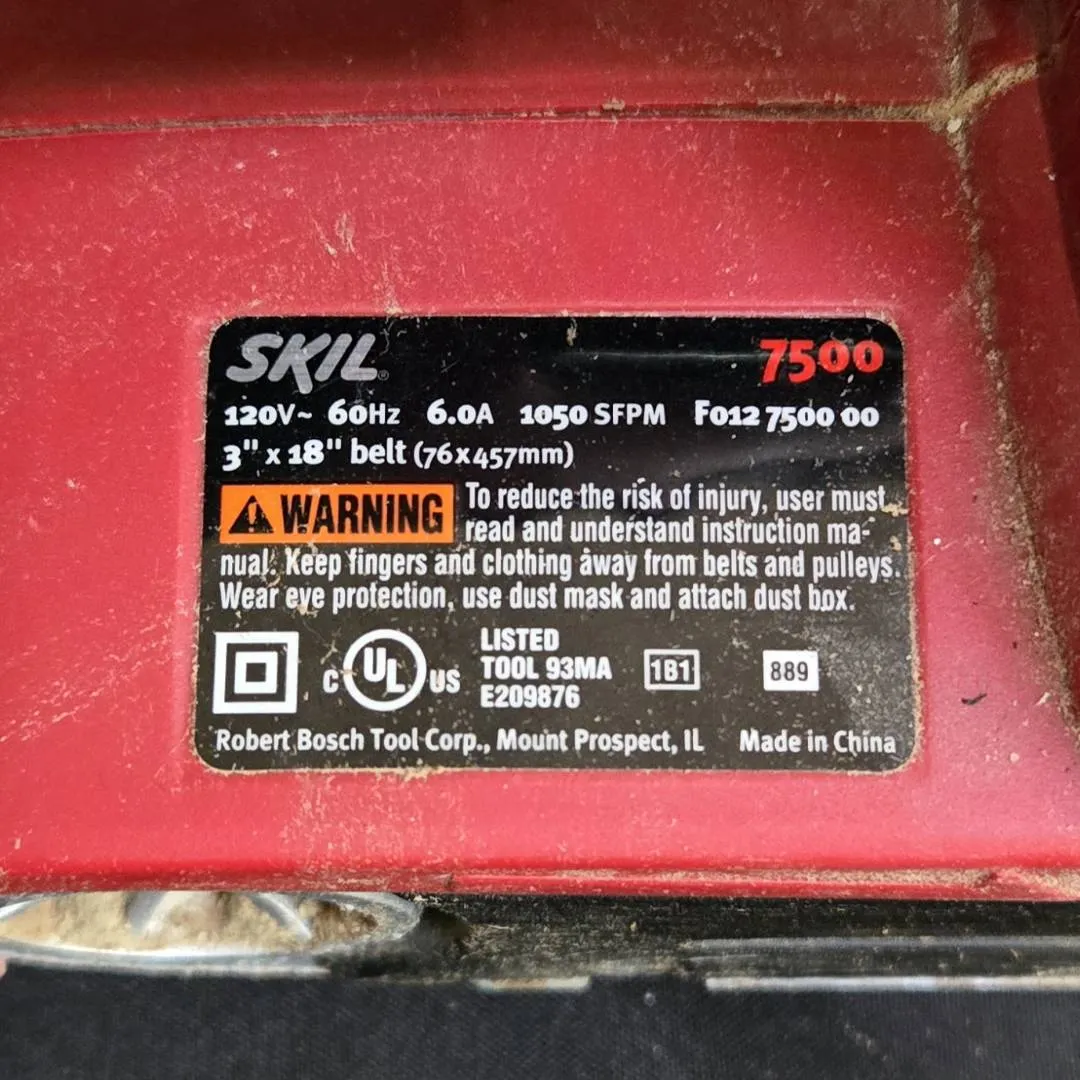 SKIL® 7500
120V~ 60Hz 6.0A 1050 SFPM F012 7500 00
3" x 18" belt (76x457mm)
WARNING To reduce the risk of injury, user must
read and understand instruction ma-
nual. Keep fingers and clothing away from belts and pulleys.
Wear eye protection, use dust mask and attach dust box.
C UL US LISTED
TOOL 93MA
E209876
1B1 889
Robert Bosch Tool Corp., Mount Prospect, IL Made in China